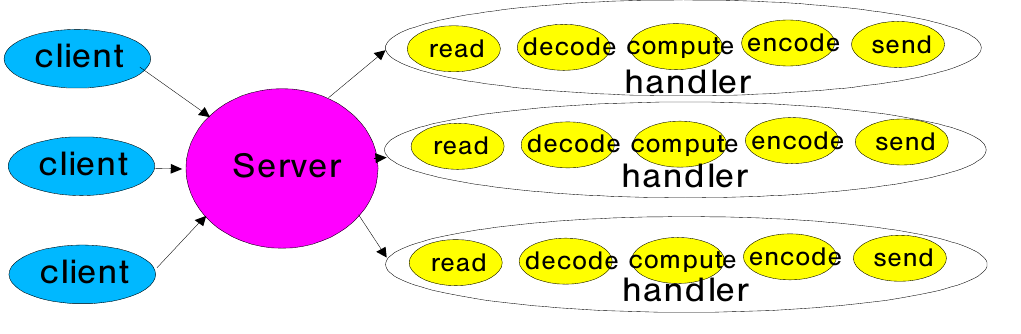 client
client
client
Server
read decode compute encode send
handler
read decode compute encode send
handler
read decode compute encode send
handler